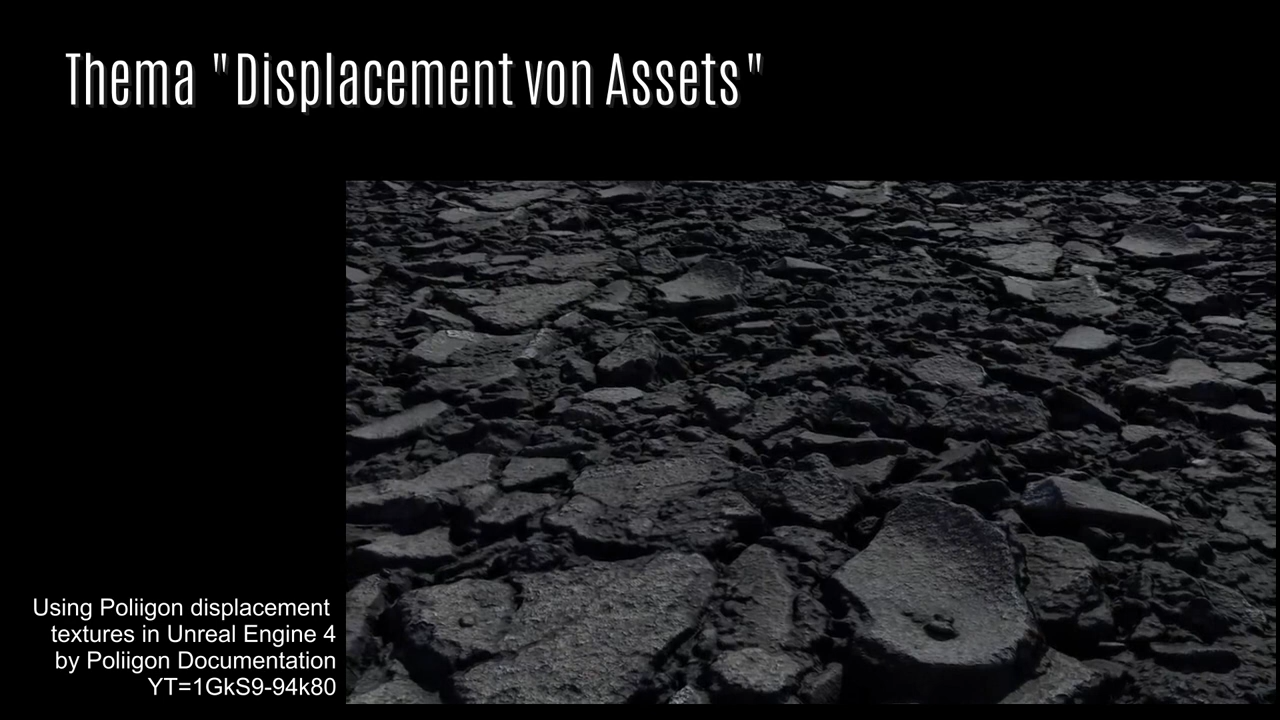 Thema "Displacement von Assets"
Using Poliigon displacement
textures in Unreal Engine 4
by Poliigon Documentation
YT=1GkS9-94k80